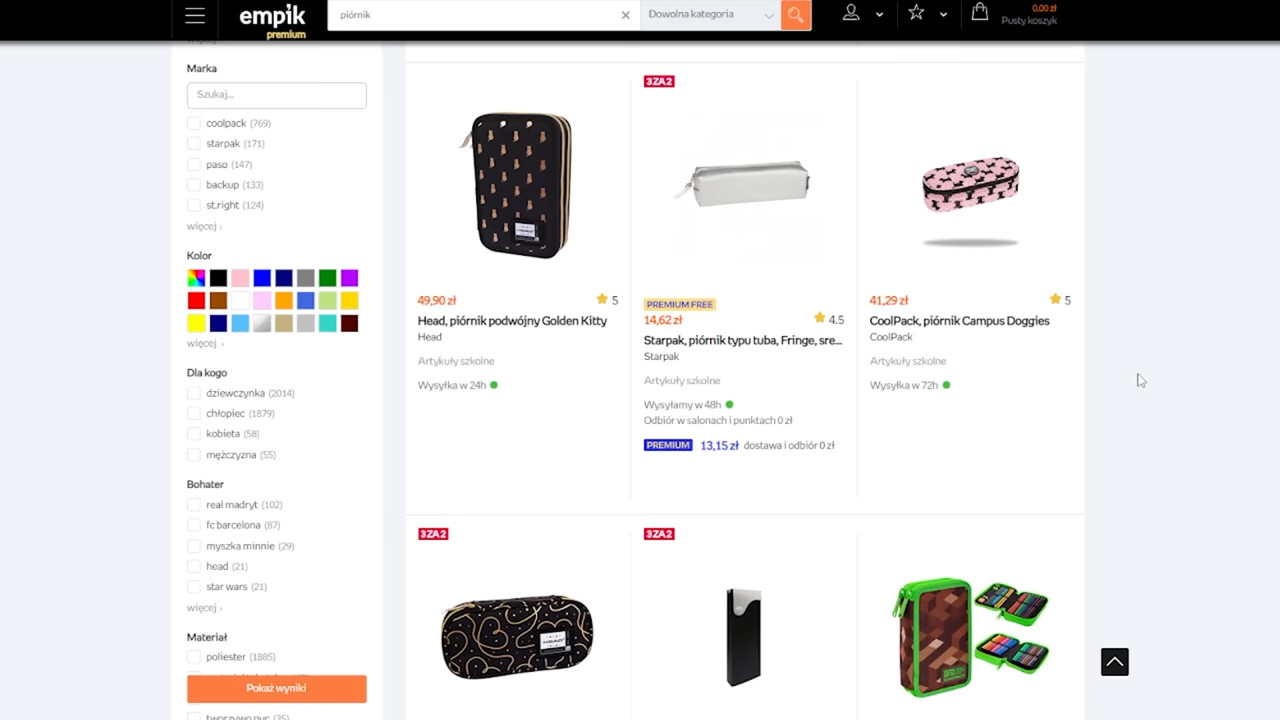 empik
premium
piórnik
Dowolna kategoria
0,00 zł
Pusty koszyk
Marka
Szukaj...
coolpack (769)
starpak (171)
paso (147)
backup (133)
st.right (124)
więcej ›
Kolor
więcej ›
Dla kogo
dziewczynka (2014)
chłopiec (1879)
kobieta (58)
mężczyzna (55)
Bohater
real madryt (102)
fc barcelona (87)
myszka minnie (29)
head (21)
star wars (21)
więcej ›
Materiał
poliester (1885)
Pokaż wyniki
tworzywo pvc (35)
49,90 zł
5
Head, piórnik podwójny Golden Kitty
Head
Artykuły szkolne
Wysyłka w 24h
3ZA2
PREMIUM FREE
14,62 zł
4.5
Starpak, piórnik typu tuba, Fringe, sre...
Starpak
Artykuły szkolne
Wysyłamy w 48h
Odbiór w salonach i punktach 0 zł
PREMIUM 13,15 zł dostawa i odbiór 0 zł
41,29 zł
5
CoolPack, piórnik Campus Doggies
CoolPack
Artykuły szkolne
Wysyłka w 72h
3ZA2
HEAD
3ZA2